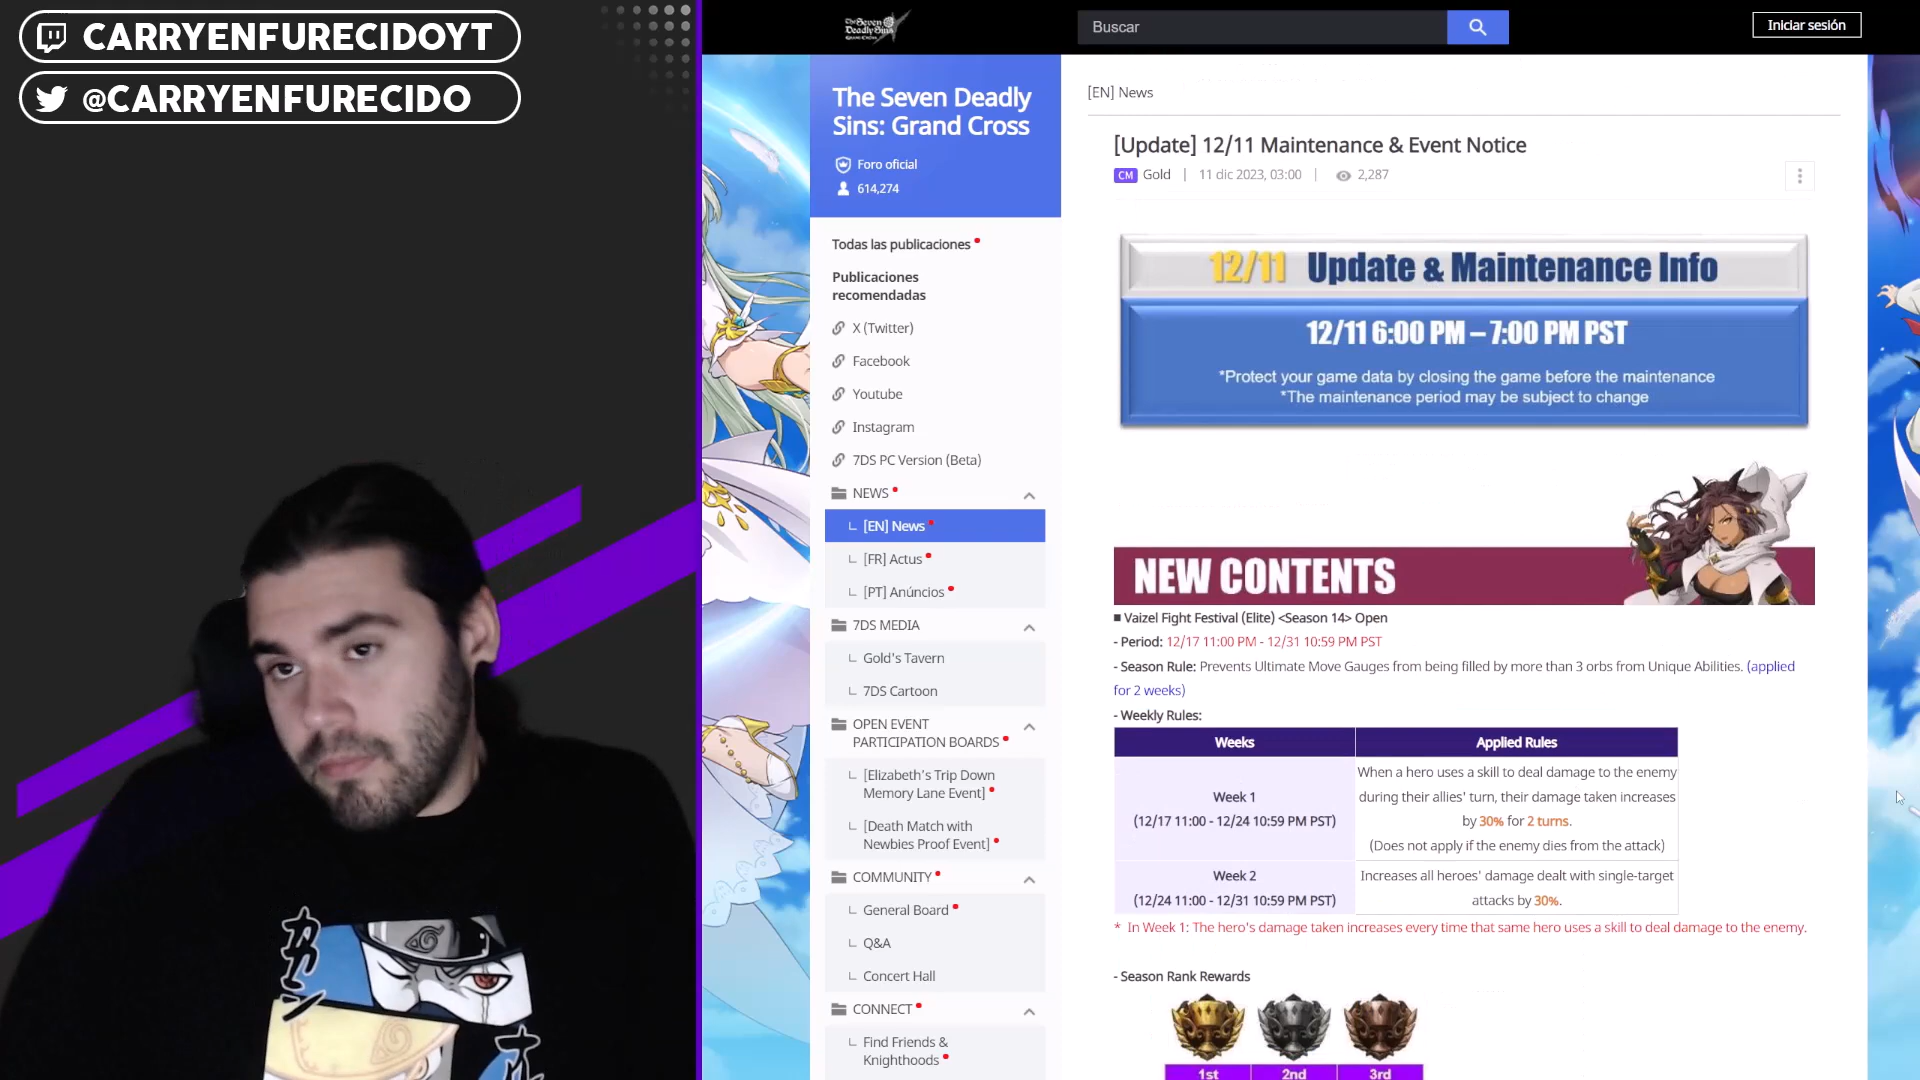 CARRYENFURECIDOYT
@CARRYENFURECIDO
カカシ
The Seven
Deadly Sins
GRAND CROSS
Buscar
Iniciar sesión
The Seven Deadly
Sins: Grand Cross
Foro oficial
614,274
Todas las publicaciones
Publicaciones
recomendadas
X (Twitter)
Facebook
Youtube
Instagram
7DS PC Version (Beta)
NEWS
[EN] News
[FR] Actus
[PT] Anúncios
7DS MEDIA
Gold's Tavern
7DS Cartoon
OPEN EVENT
PARTICIPATION BOARDS
[Elizabeth's Trip Down
Memory Lane Event]
[Death Match with
Newbies Proof Event]
COMMUNITY
General Board
Q&A
Concert Hall
CONNECT
Find Friends &
Knighthoods
[EN] News
[Update] 12/11 Maintenance & Event Notice
CM Gold | 11 dic 2023, 03:00 | 2,287
12/11 Update & Maintenance Info
12/11 6:00 PM – 7:00 PM PST
*Protect your game data by closing the game before the maintenance
*The maintenance period may be subject to change
NEW CONTENTS
■ Vaizel Fight Festival (Elite) <Season 14> Open
- Period: 12/17 11:00 PM - 12/31 10:59 PM PST
- Season Rule: Prevents Ultimate Move Gauges from being filled by more than 3 orbs from Unique Abilities. (applied
for 2 weeks)
- Weekly Rules:
Weeks Applied Rules
Week 1
(12/17 11:00 - 12/24 10:59 PM PST)
When a hero uses a skill to deal damage to the enemy
during their allies' turn, their damage taken increases
by 30% for 2 turns.
(Does not apply if the enemy dies from the attack)
Week 2
(12/24 11:00 - 12/31 10:59 PM PST)
Increases all heroes' damage dealt with single-target
attacks by 30%.
* In Week 1: The hero's damage taken increases every time that same hero uses a skill to deal damage to the enemy.
- Season Rank Rewards
1st 2nd 3rd